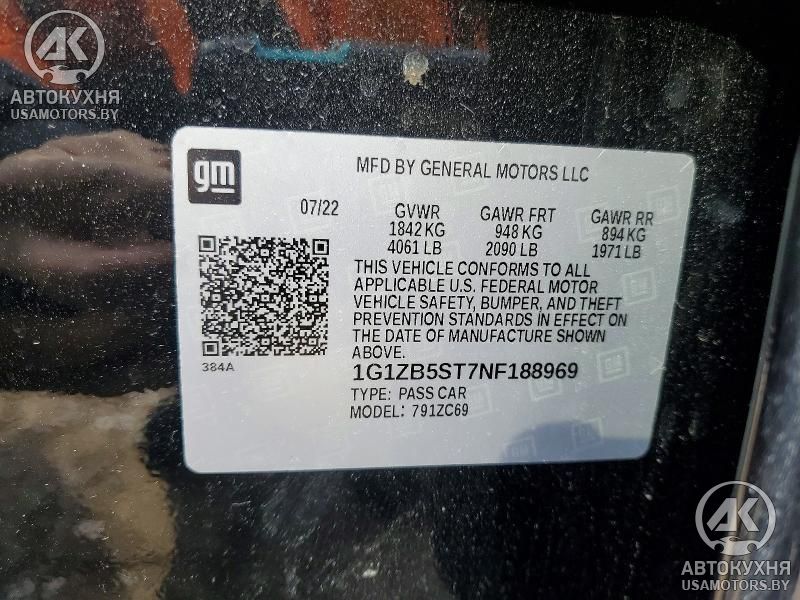 АК
АВТОКУХНЯ
USAMOTORS.BY
gm
MFD BY GENERAL MOTORS LLC
07/22
GVWR GAWR FRT GAWR RR
1842 KG 948 KG 894 KG
4061 LB 2090 LB 1971 LB
THIS VEHICLE CONFORMS TO ALL
APPLICABLE U.S. FEDERAL MOTOR
VEHICLE SAFETY, BUMPER, AND THEFT
PREVENTION STANDARDS IN EFFECT ON
THE DATE OF MANUFACTURE SHOWN
ABOVE.
384A
1G1ZB5ST7NF188969
TYPE: PASS CAR
MODEL: 791ZC69
АК
АВТОКУХНЯ
USAMOTORS.BY